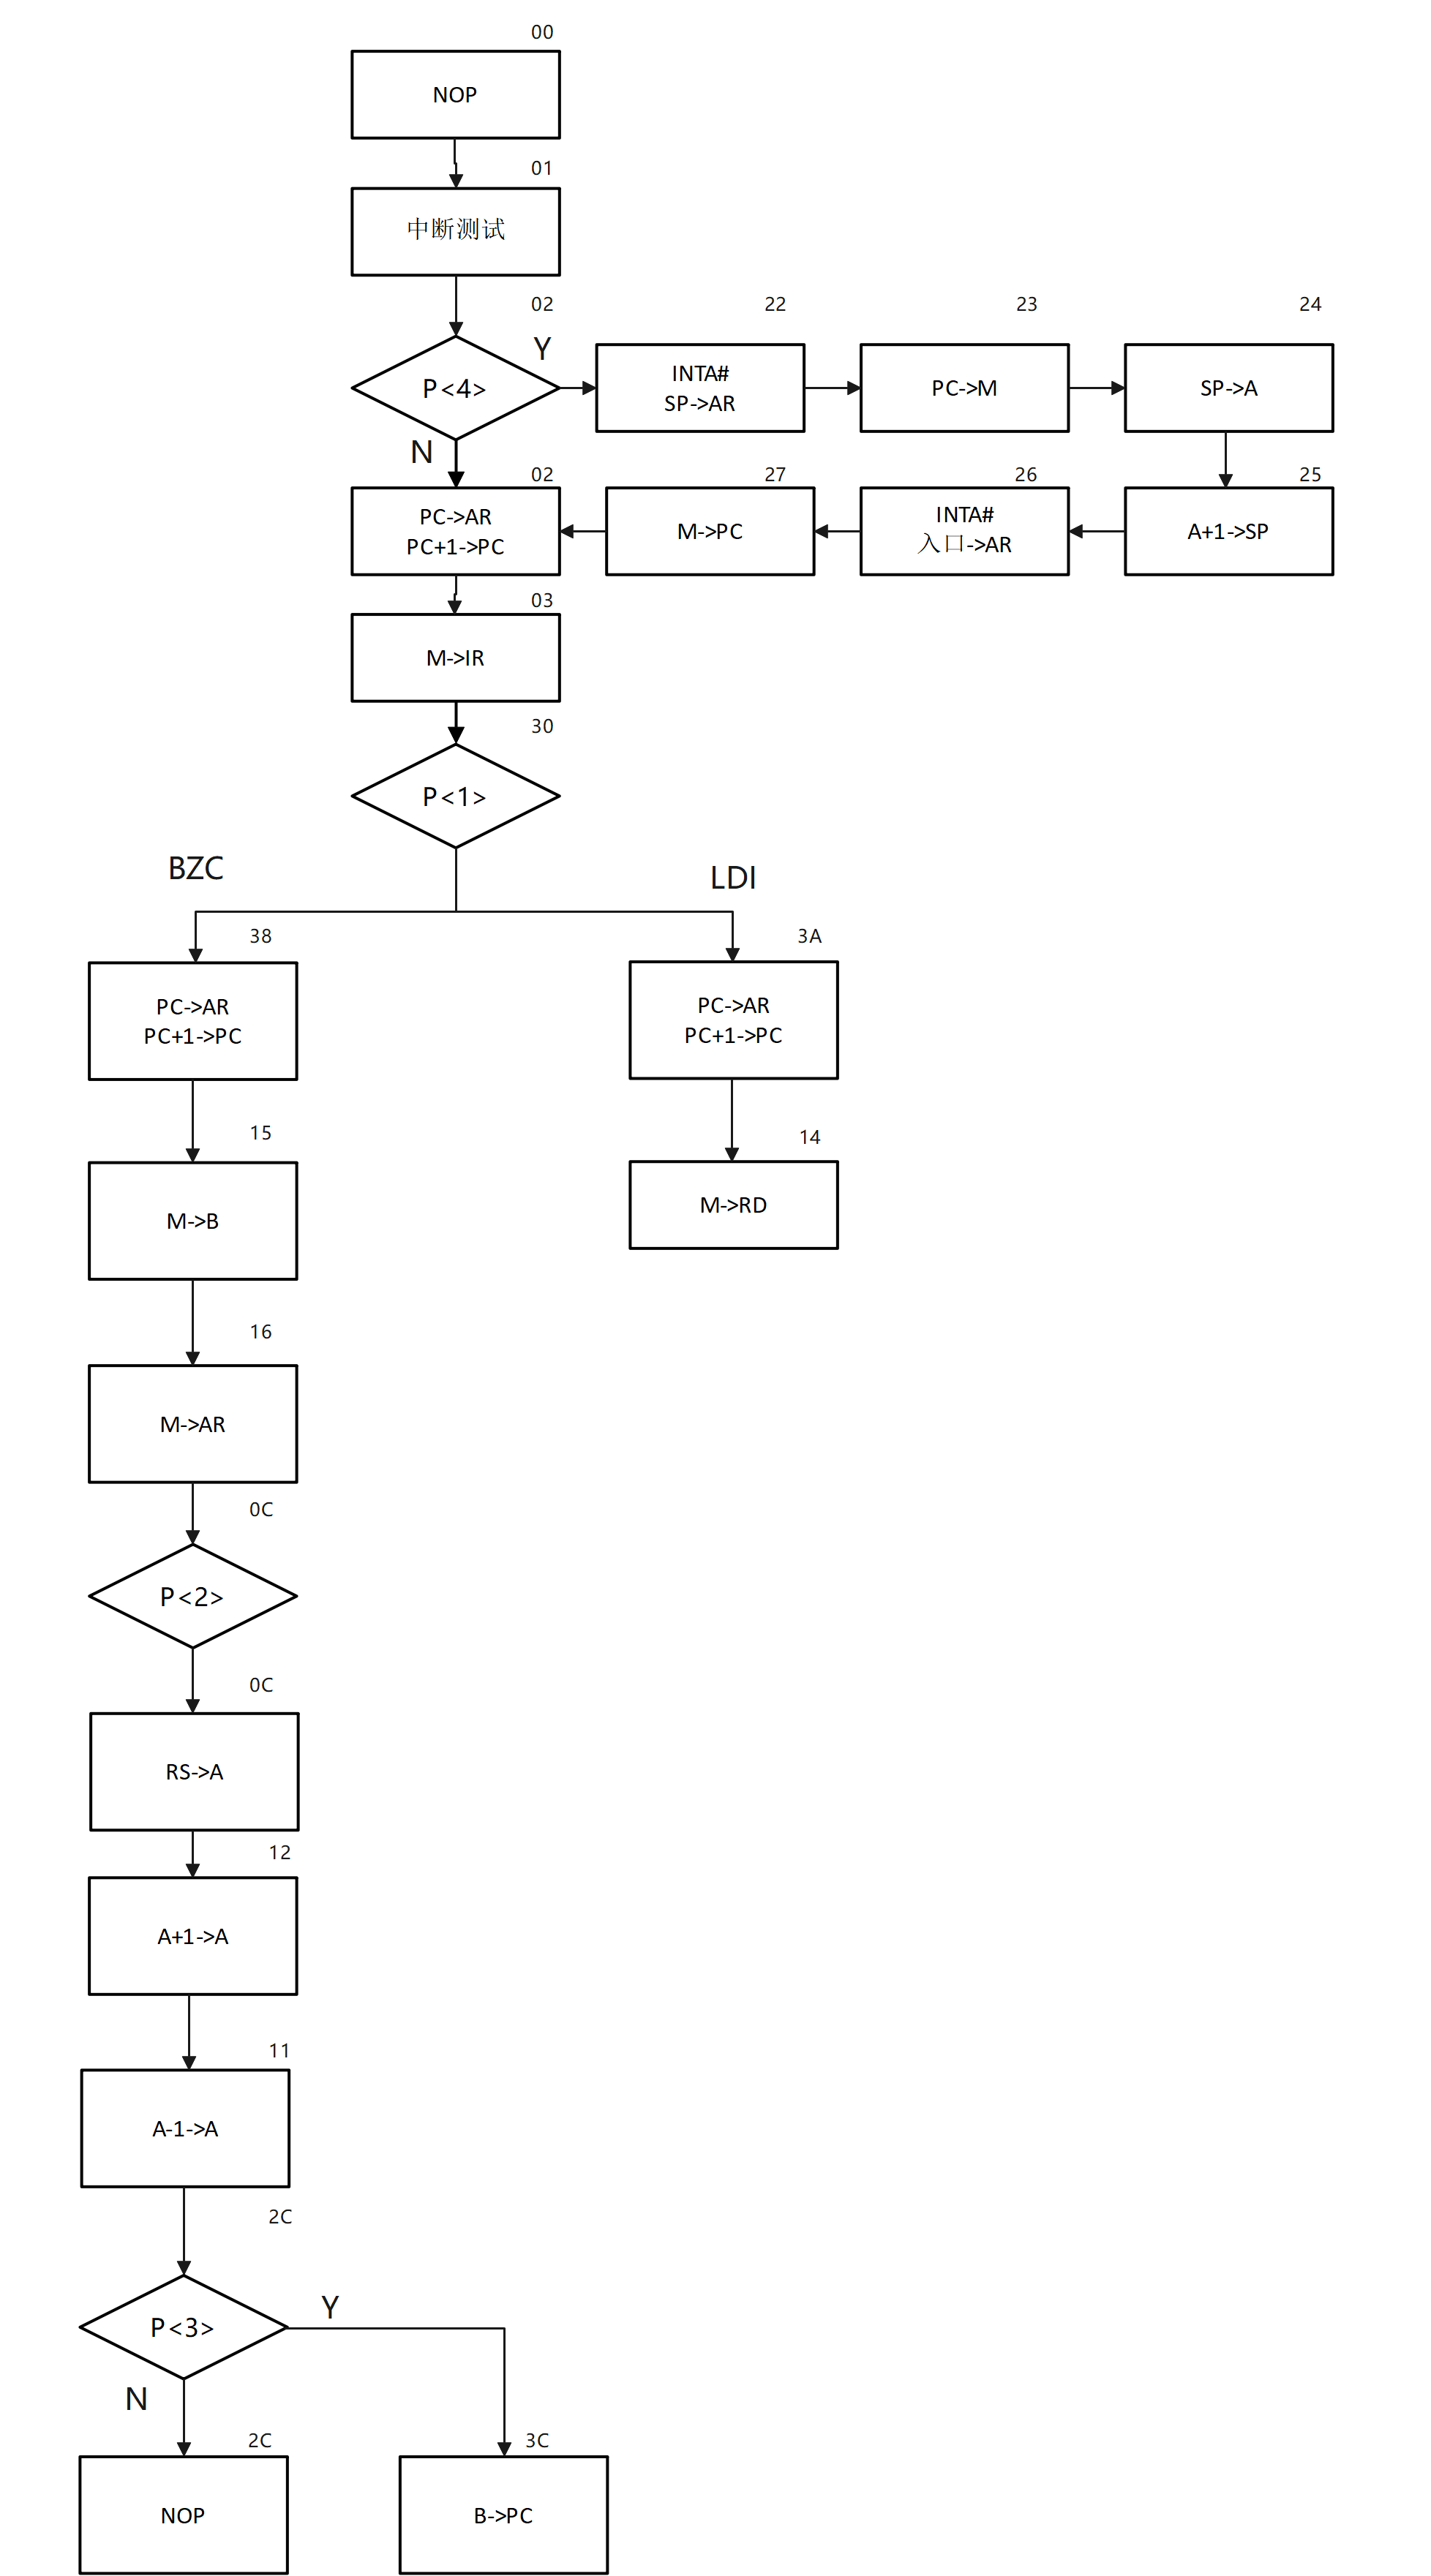 00
NOP
01
中断测试
02
22
23
24
P<4>
Y
INTA#
SP->AR
PC->M
SP->A
N
02
27
26
25
PC->AR
PC+1->PC
M->PC
INTA#
入口->AR
A+1->SP
03
M->IR
30
P<1>
BZC
LDI
38
3A
PC->AR
PC+1->PC
PC->AR
PC+1->PC
15
14
M->B
M->RD
16
M->AR
0C
P<2>
0C
RS->A
12
A+1->A
11
A-1->A
2C
P<3>
Y
N
2C
3C
NOP
B->PC